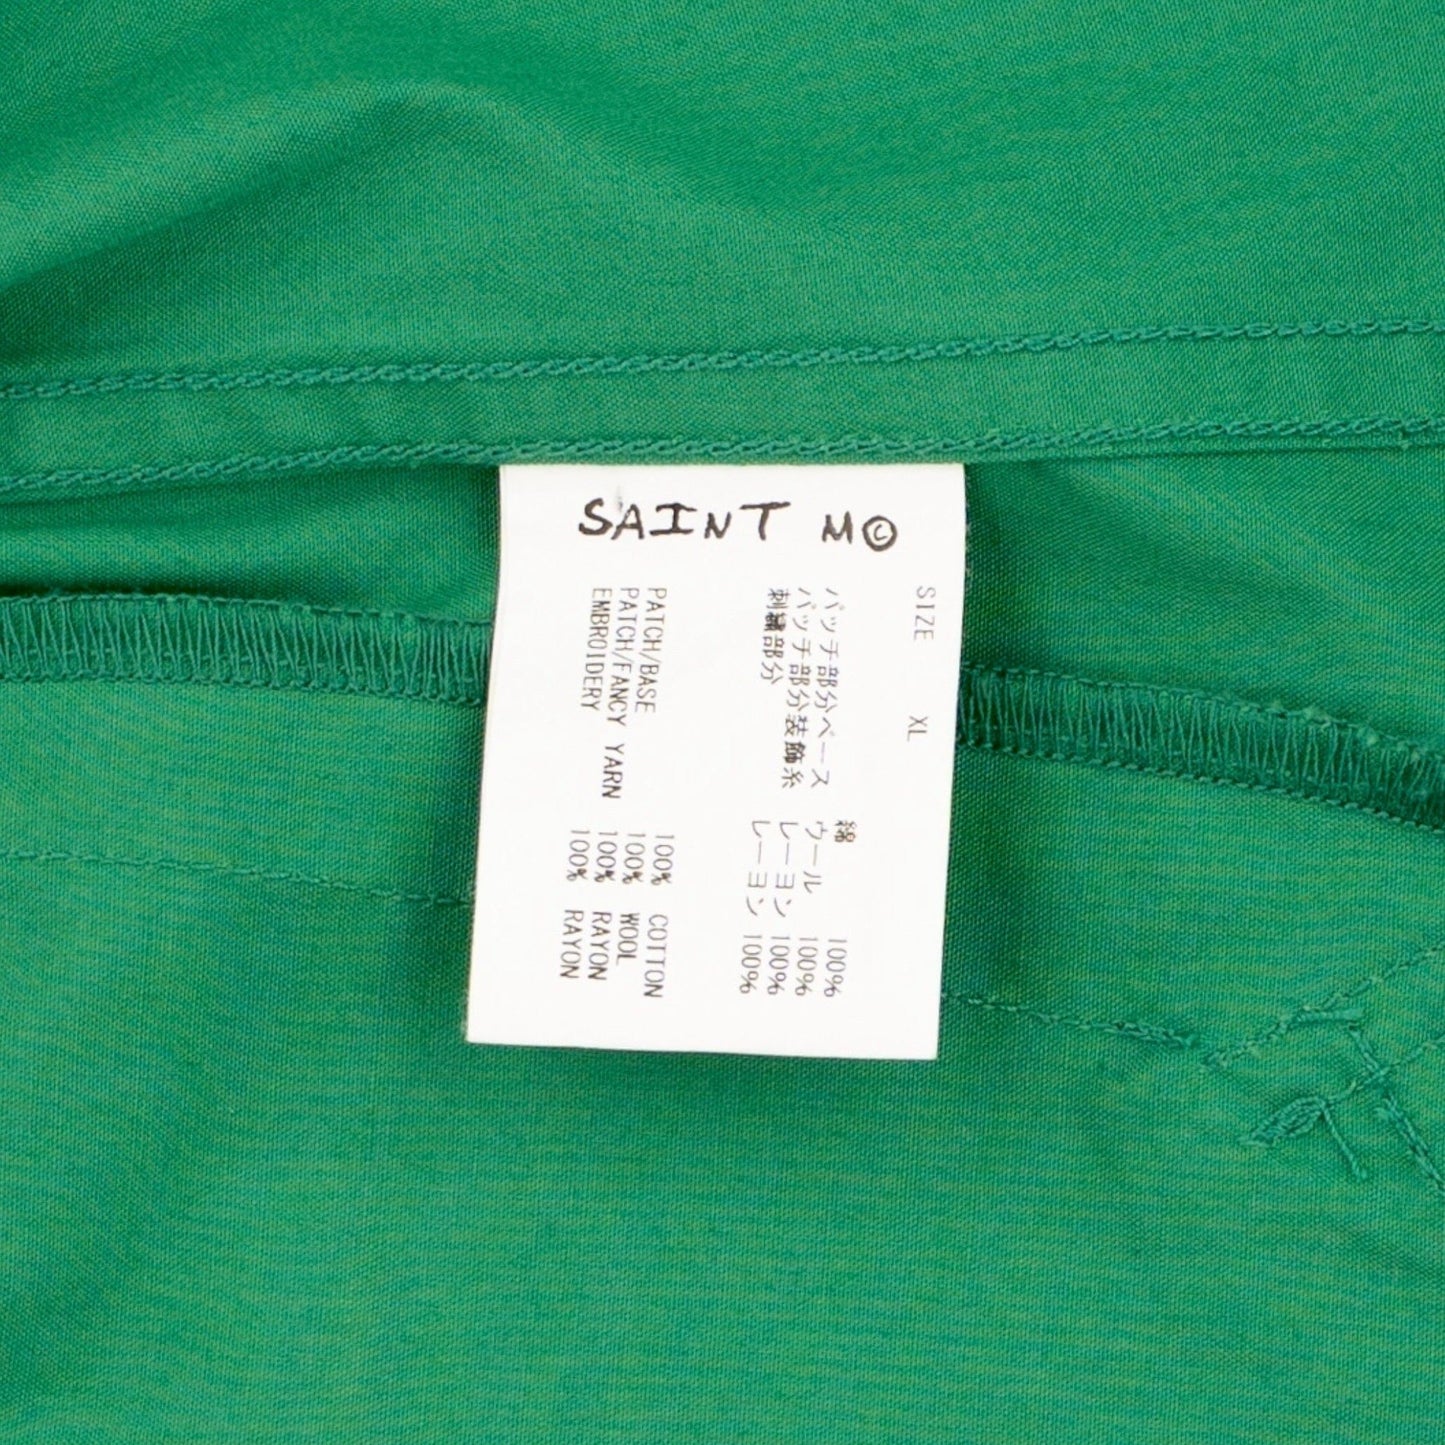 SAINT M©
SIZE XL
綿 100%
パッチ部分ベース ウール 100%
パッチ部分装飾糸 レーヨン 100%
刺繍部分 レーヨン 100%
100% COTTON
PATCH/BASE 100% WOOL
PATCH/FANCY YARN 100% RAYON
EMBROIDERY 100% RAYON